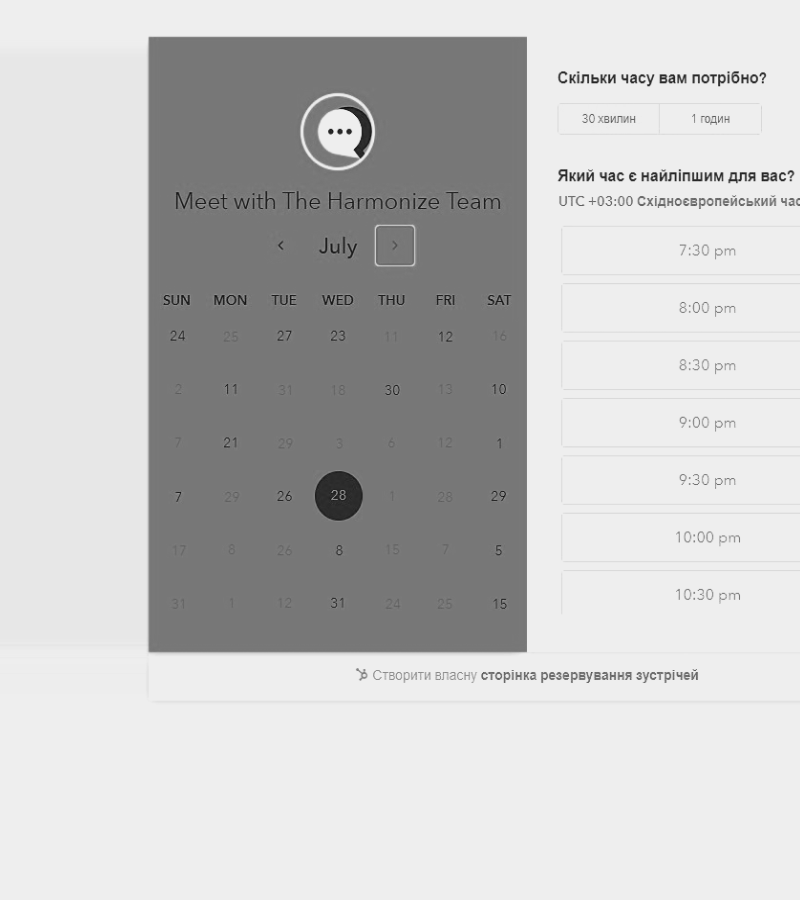 Meet with The Harmonize Team
July
SUN MON TUE WED THU FRI SAT
24 25 27 23 11 12 16
2 11 31 18 30 13 10
7 21 29 3 6 12 1
7 29 26 28 1 28 29
17 8 26 8 15 7 5
31 1 12 31 24 25 15
Скільки часу вам потрібно?
30 хвилин 1 годин
Який час є найліпшим для вас?
UTC +03:00 Східноєвропейський час
7:30 pm
8:00 pm
8:30 pm
9:00 pm
9:30 pm
10:00 pm
10:30 pm
Створити власну сторінка резервування зустрічей